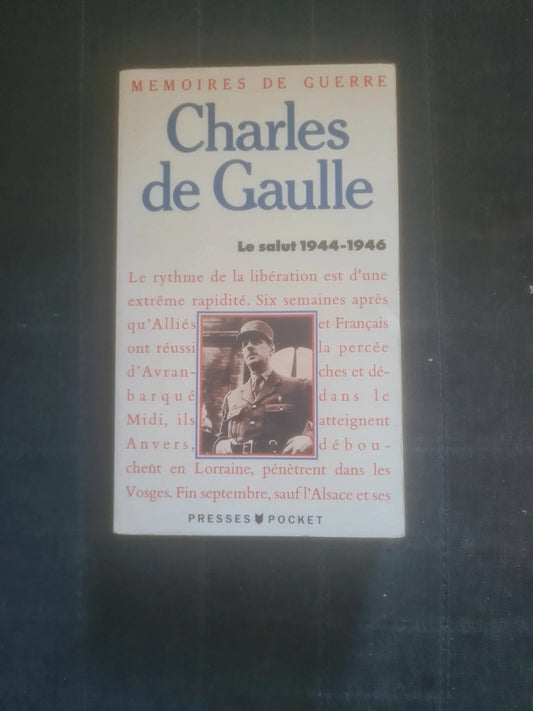 MEMOIRES DE GUERRE
Charles
de Gaulle
Le salut 1944-1946
Le rythme de la libération est d'une
extrême rapidité. Six semaines après
qu'Alliés et Français
ont réussi la percée
d'Avran- ches et dé-
barqué dans le
Midi, ils atteignent
Anvers, débou-
chent en Lorraine, pénètrent dans les
Vosges. Fin septembre, sauf l'Alsace et ses
PRESSES POCKET